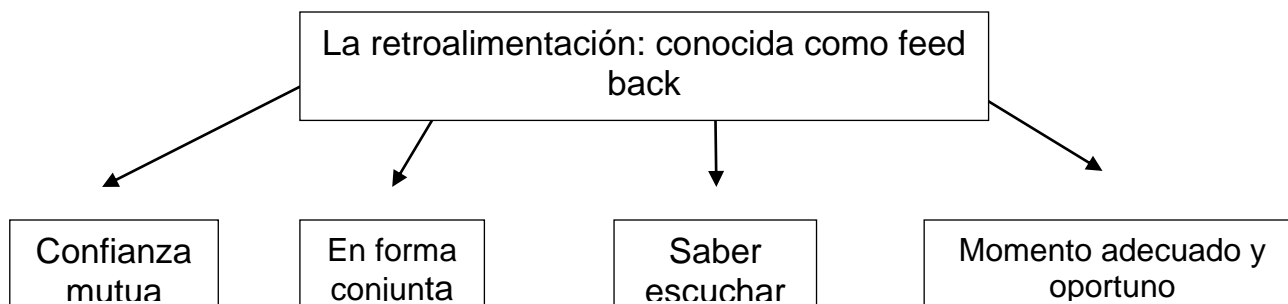 La retroalimentación: conocida como feed
back
Confianza
mutua
En forma
conjunta
Saber
escuchar
Momento adecuado y
oportuno